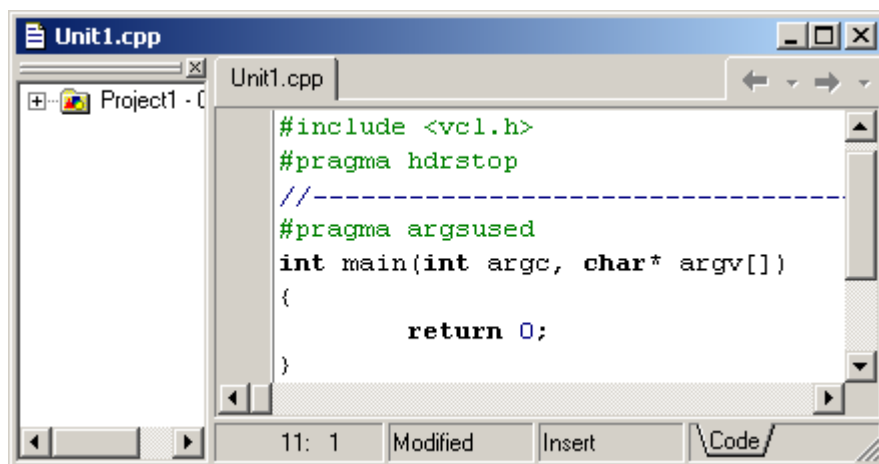 Unit1.cpp
Project1 -
Unit1.cpp
#include <vcl.h>
#pragma hdrstop
//----------------------------------
#pragma argsused
int main(int argc, char* argv[])
{
return 0;
}
11: 1 Modified Insert \Code/